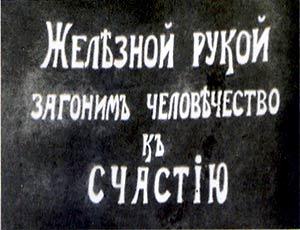 Желѣзной рукой
загонимъ человѣчество
къ
счастію